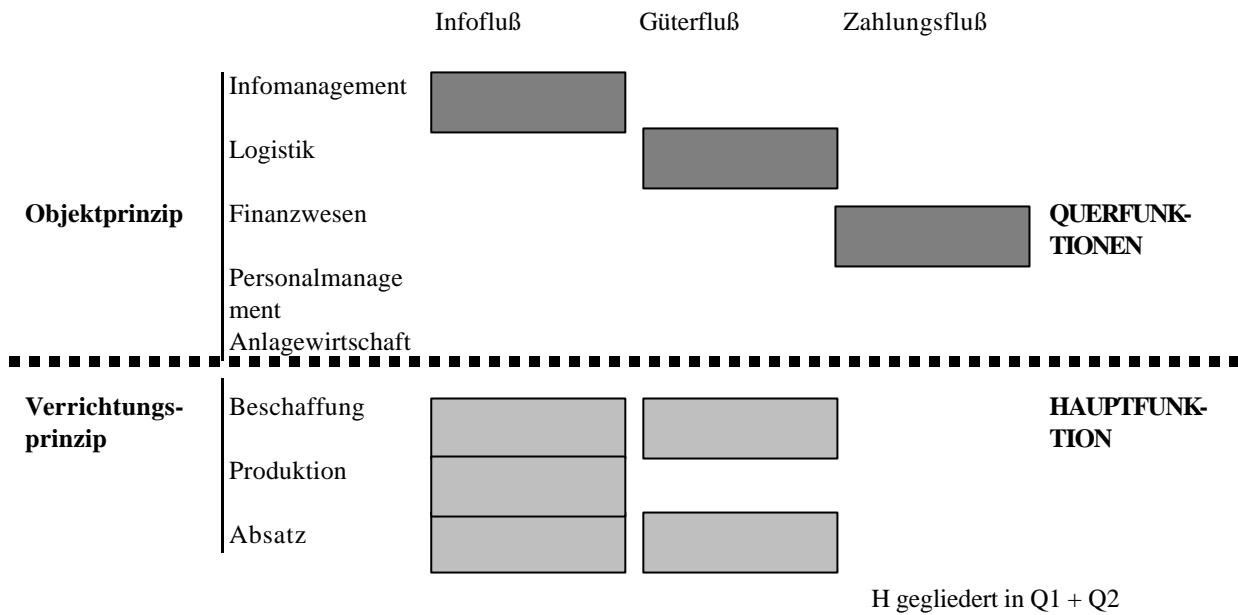 Infofluß Güterfluß Zahlungsfluß
Infomanagement
Logistik
Objektprinzip Finanzwesen QUERFUNK-
TIONEN
Personalmanage
ment
Anlagewirtschaft
Verrichtungs- Beschaffung HAUPTFUNK-
prinzip TION
Produktion
Absatz
H gegliedert in Q1 + Q2